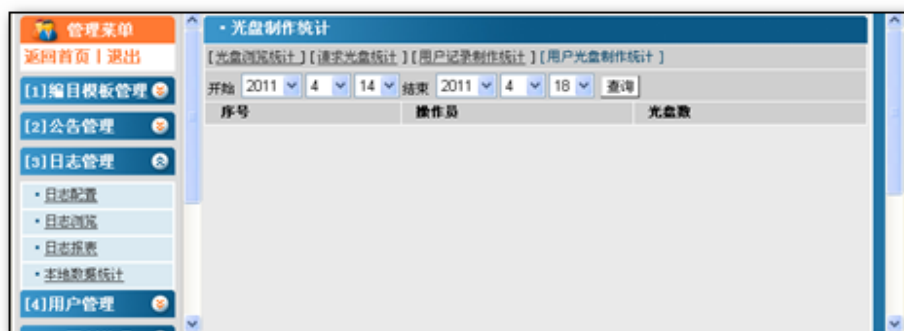 管理菜单
返回首页 | 退出
[1]编目模板管理
[2]公告管理
[3]日志管理
• 日志配置
• 日志浏览
• 日志报表
• 本地数据统计
[4]用户管理
• 光盘制作统计
[ 光盘浏览统计 ] [ 请求光盘统计 ] [ 用户记录制作统计 ] [ 用户光盘制作统计 ]
开始 2011 4 14 结束 2011 4 18 查询
序号 操作员 光盘数